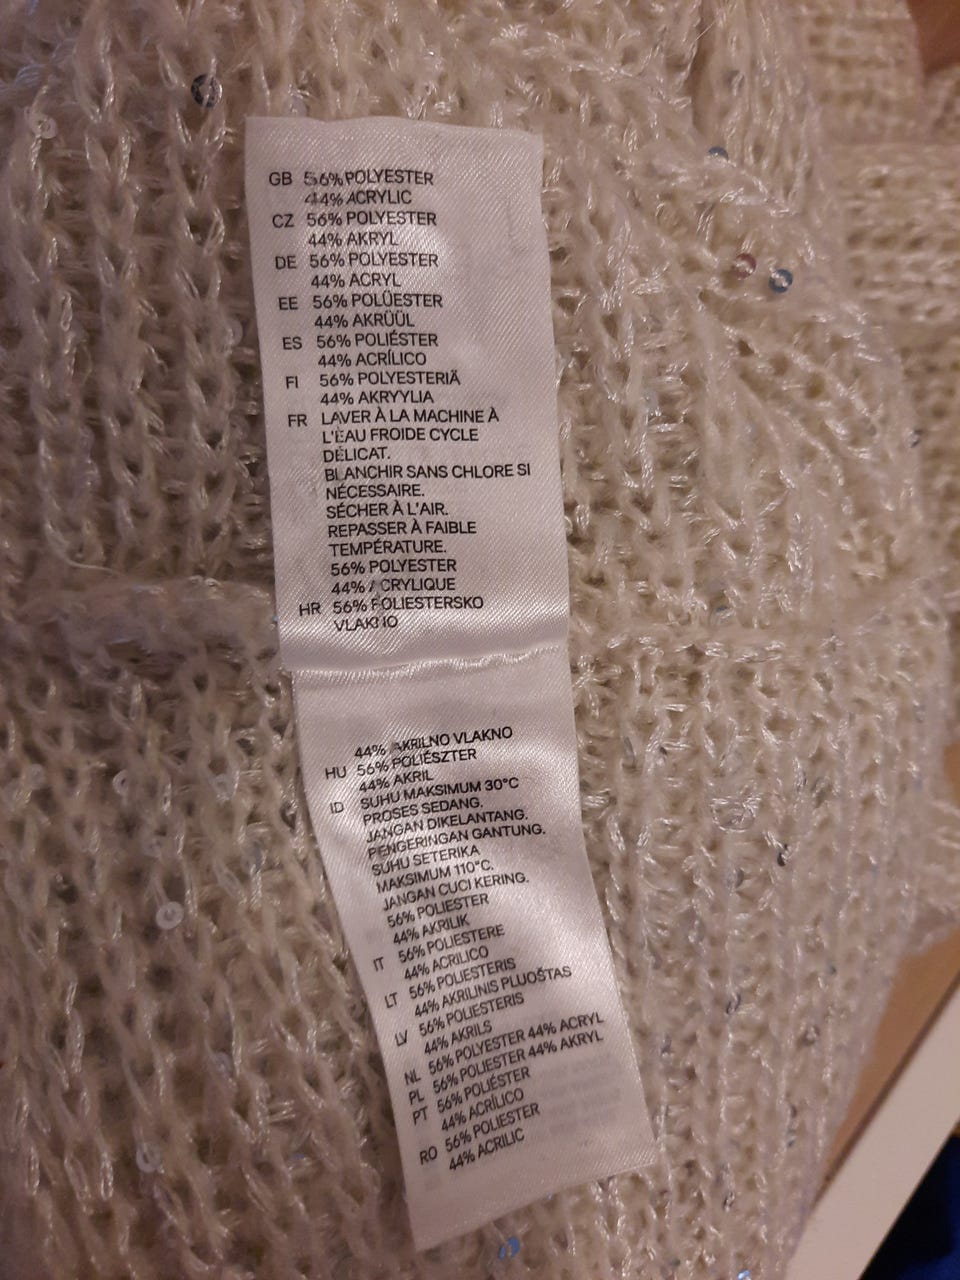 GB 56% POLYESTER
44% ACRYLIC
CZ 56% POLYESTER
44% AKRYL
DE 56% POLYESTER
44% ACRYL
EE 56% POLÜESTER
44% AKRÜÜL
ES 56% POLIÉSTER
44% ACRÍLICO
FI 56% POLYESTERIÄ
44% AKRYYLIA
FR LAVER À LA MACHINE À
L'EAU FROIDE CYCLE
DÉLICAT.
BLANCHIR SANS CHLORE SI
NÉCESSAIRE.
SÉCHER À L'AIR.
REPASSER À FAIBLE
TEMPÉRATURE.
56% POLYESTER
44% ACRYLIQUE
HR 56% POLIESTERSKO
VLAKNO
44% AKRILNO VLAKNO
HU 56% POLIÉSZTER
44% AKRIL
ID SUHU MAKSIMUM 30°C
PROSES SEDANG.
JANGAN DIKELANTANG.
PENGERINGAN GANTUNG.
SUHU SETERIKA
MAKSIMUM 110°C.
JANGAN CUCI KERING.
56% POLIESTER
44% AKRILIK
IT 56% POLIESTERE
44% ACRILICO
LT 56% POLIESTERIS
44% AKRILINIS PLUOŠTAS
LV 56% POLIESTERIS
44% AKRILS
NL 56% POLYESTER 44% ACRYL
PL 56% POLIESTER 44% AKRYL
PT 56% POLIÉSTER
44% ACRÍLICO
RO 56% POLIESTER
44% ACRILIC